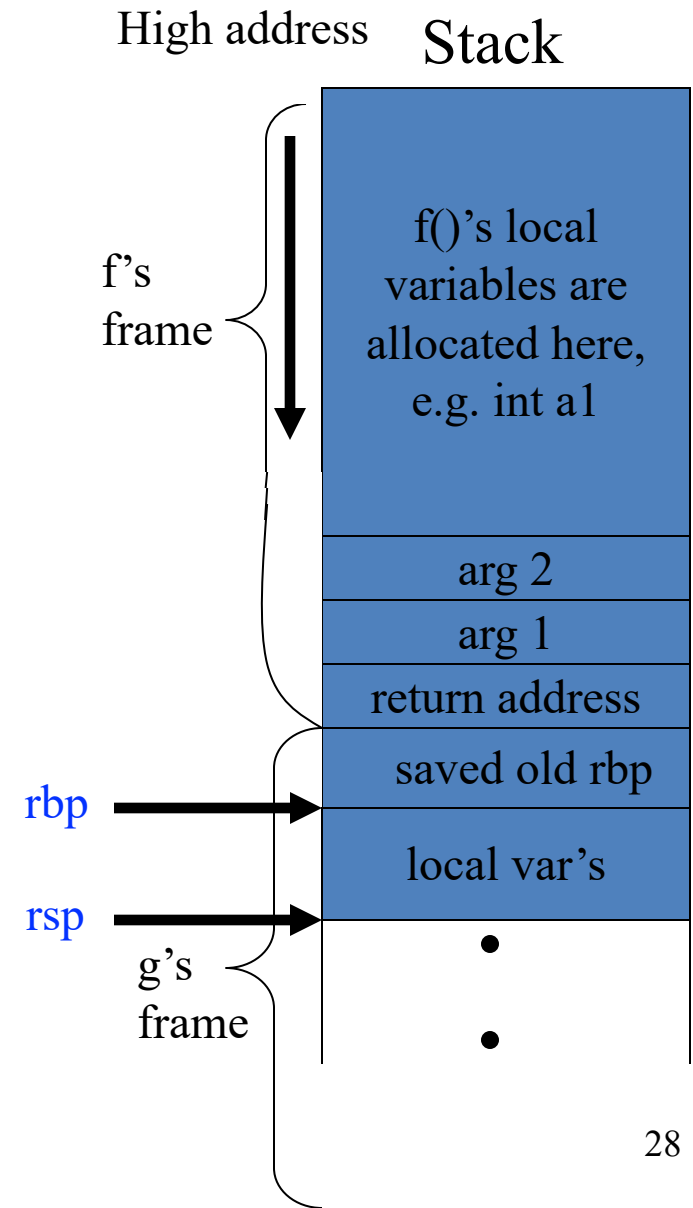 High address
Stack
f()’s local
variables are
allocated here,
e.g. int a1
f’s
frame
arg 2
arg 1
return address
saved old rbp
rbp
local var’s
rsp
g’s
frame
28